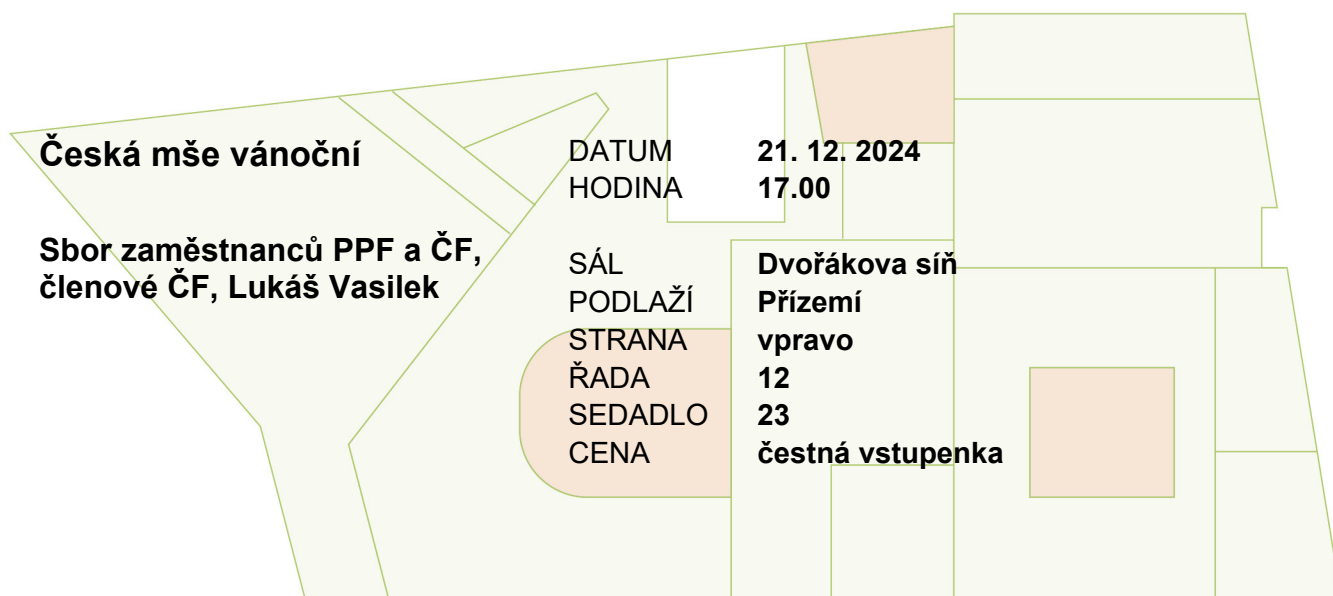 Česká mše vánoční
Sbor zaměstnanců PPF a ČF,
členové ČF, Lukáš Vasilek
DATUM 21. 12. 2024
HODINA 17.00
SÁL Dvořákova síň
PODLAŽÍ Přízemí
STRANA vpravo
ŘADA 12
SEDADLO 23
CENA čestná vstupenka